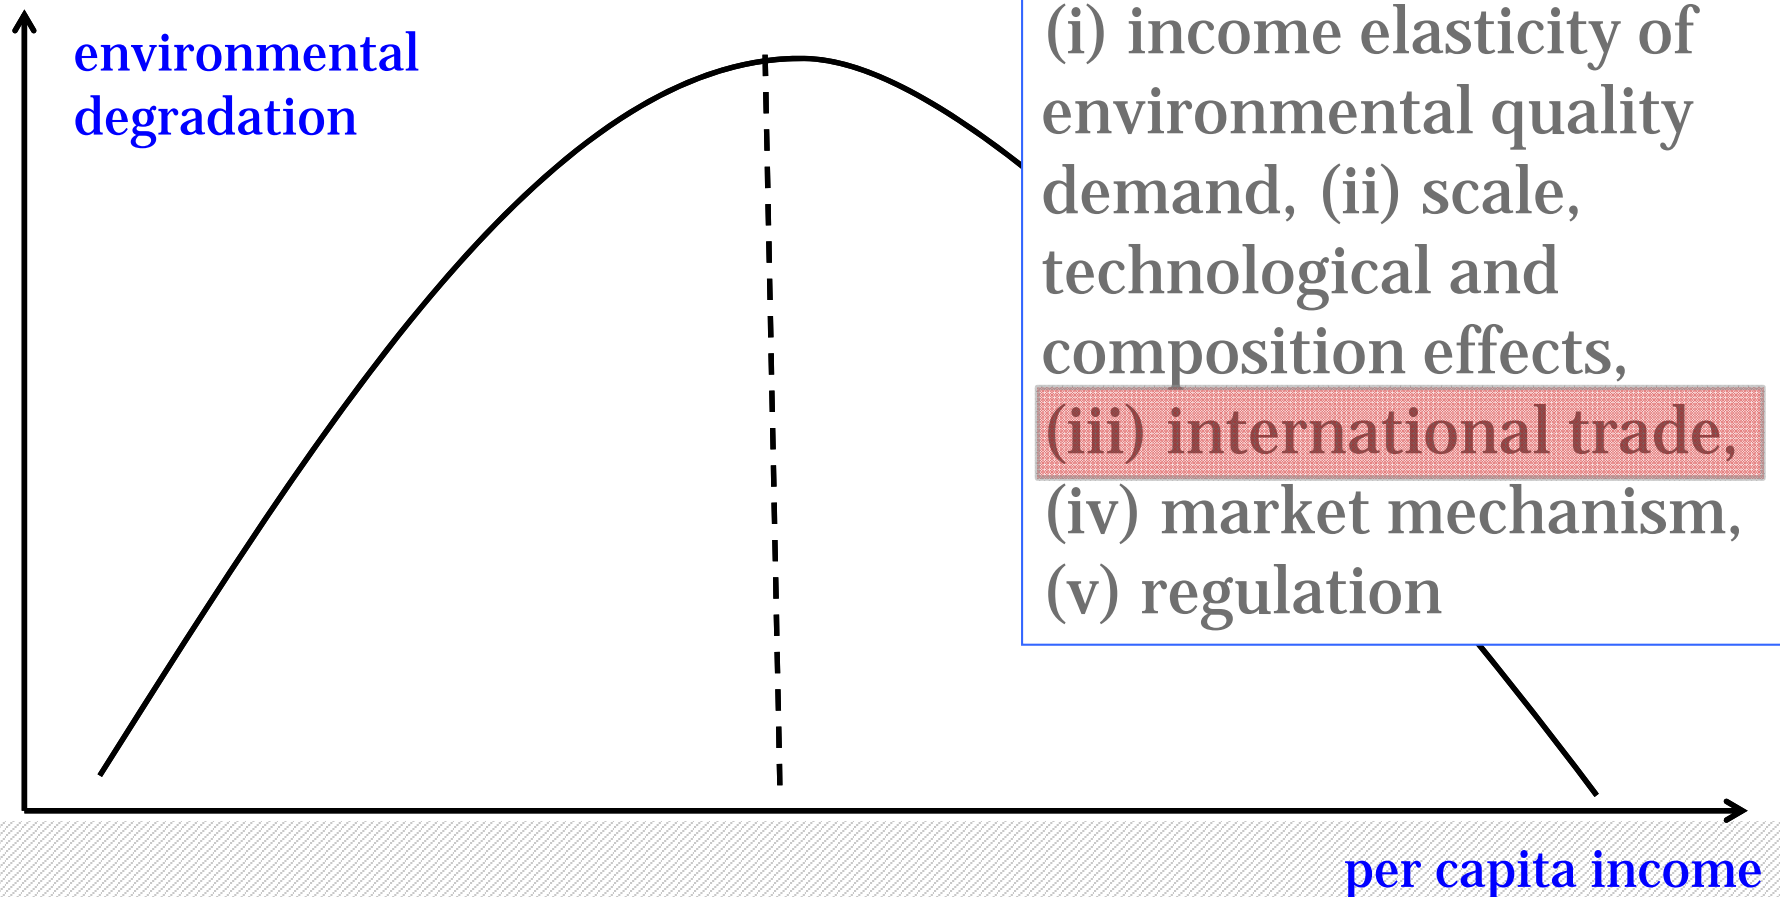 environmental
degradation
(i) income elasticity of
environmental quality
demand, (ii) scale,
technological and
composition effects,
(iii) international trade,
(iv) market mechanism,
(v) regulation
per capita income